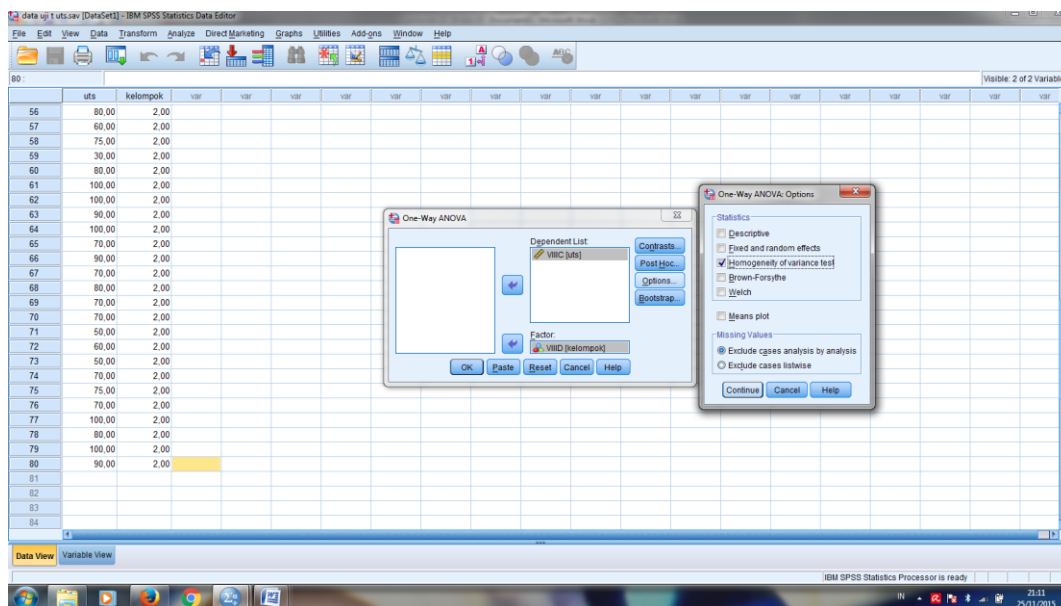 data uji t uts.sav [DataSet1] - IBM SPSS Statistics Data Editor
File Edit View Data Transform Analyze Direct Marketing Graphs Utilities Add-ons Window Help
80 :
Visible: 2 of 2 Variable
uts kelompok var var var var var var var var var var var var var var var var var
56 80,00 2,00
57 60,00 2,00
58 75,00 2,00
59 30,00 2,00
60 80,00 2,00
61 100,00 2,00
62 100,00 2,00
63 90,00 2,00
64 100,00 2,00
65 70,00 2,00
66 90,00 2,00
67 70,00 2,00
68 80,00 2,00
69 70,00 2,00
70 70,00 2,00
71 50,00 2,00
72 60,00 2,00
73 50,00 2,00
74 70,00 2,00
75 75,00 2,00
76 70,00 2,00
77 100,00 2,00
78 80,00 2,00
79 100,00 2,00
80 90,00 2,00
81
82
83
84
One-Way ANOVA
Dependent List:
VIIIC [uts]
Contrasts...
Post Hoc...
Options...
Bootstrap...
Factor:
VIIID [kelompok]
OK Paste Reset Cancel Help
One-Way ANOVA: Options
Statistics
Descriptive
Fixed and random effects
Homogeneity of variance test
Brown-Forsythe
Welch
Means plot
Missing Values
Exclude cases analysis by analysis
Exclude cases listwise
Continue Cancel Help
Data View Variable View
IBM SPSS Statistics Processor is ready
IN
21:11
25/11/2015